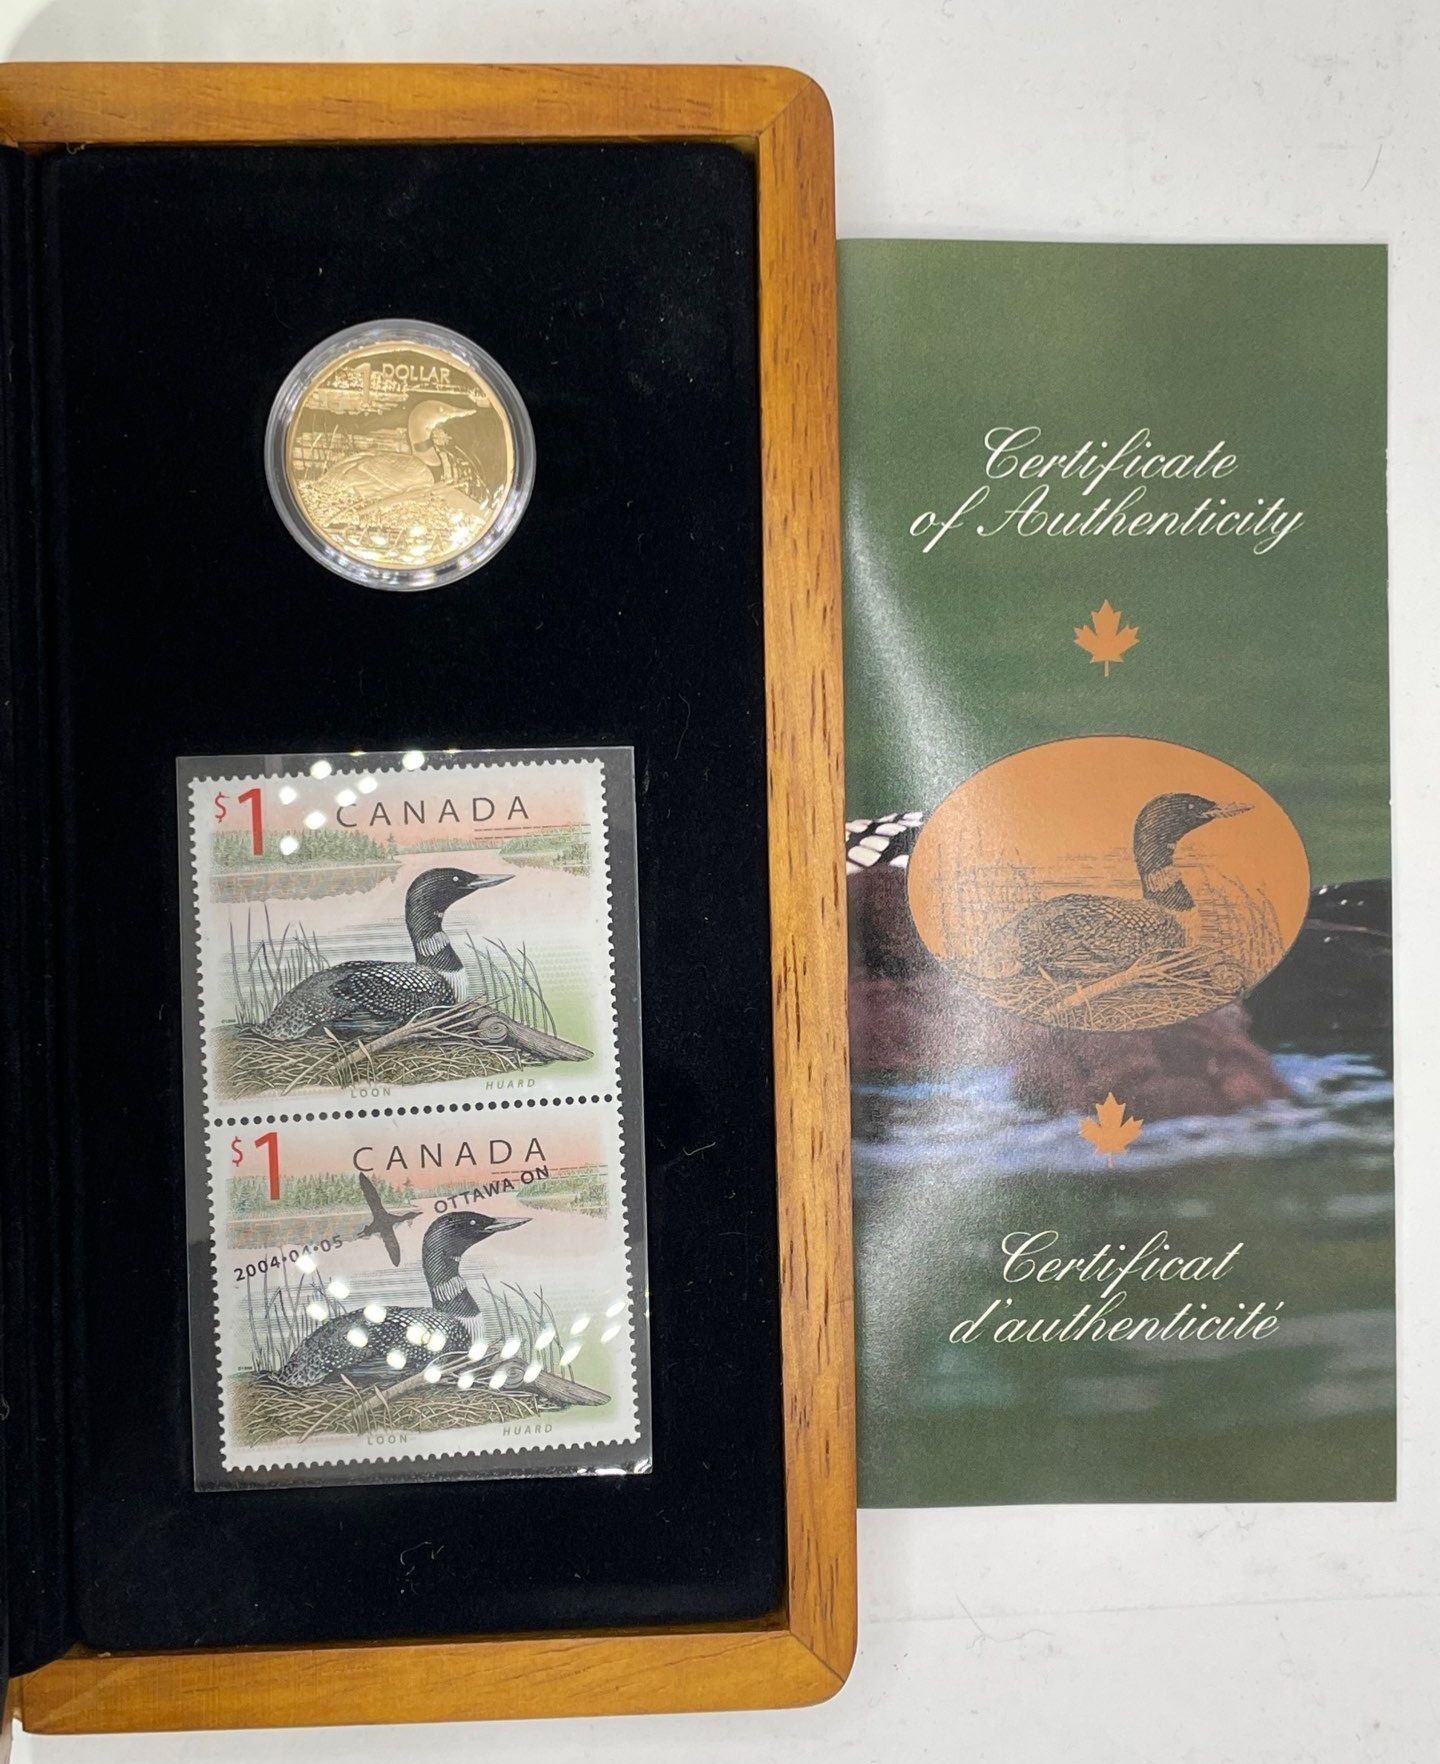 1 DOLLAR
$1 CANADA
LOON HUARD
$1 CANADA
OTTAWA ON
2004·04·05
LOON HUARD
Certificate
of Authenticity
Certificat
d'authenticité